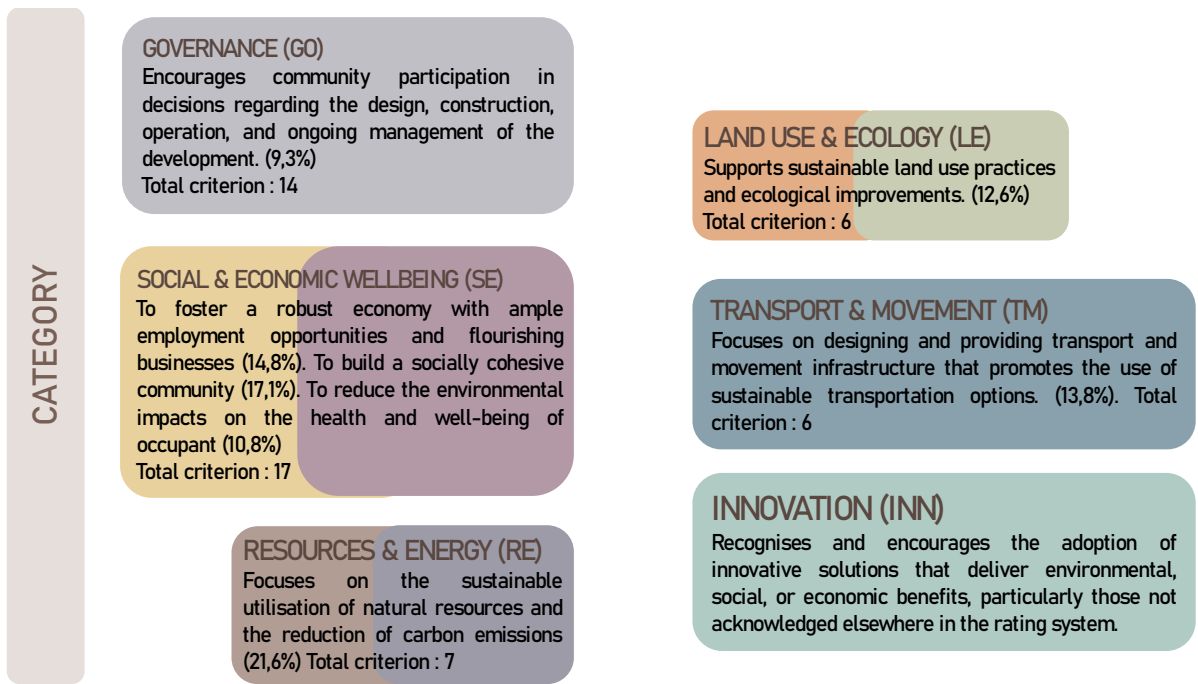 CATEGORY
GOVERNANCE (GO)
Encourages community participation in
decisions regarding the design, construction,
operation, and ongoing management of the
development. (9,3%)
Total criterion : 14
SOCIAL & ECONOMIC WELLBEING (SE)
To foster a robust economy with ample
employment opportunities and flourishing
businesses (14,8%). To build a socially cohesive
community (17,1%). To reduce the environmental
impacts on the health and well-being of
occupant (10,8%)
Total criterion : 17
RESOURCES & ENERGY (RE)
Focuses on the sustainable
utilisation of natural resources and
the reduction of carbon emissions
(21,6%) Total criterion : 7
LAND USE & ECOLOGY (LE)
Supports sustainable land use practices
and ecological improvements. (12,6%)
Total criterion : 6
TRANSPORT & MOVEMENT (TM)
Focuses on designing and providing transport and
movement infrastructure that promotes the use of
sustainable transportation options. (13,8%). Total
criterion : 6
INNOVATION (INN)
Recognises and encourages the adoption of
innovative solutions that deliver environmental,
social, or economic benefits, particularly those not
acknowledged elsewhere in the rating system.